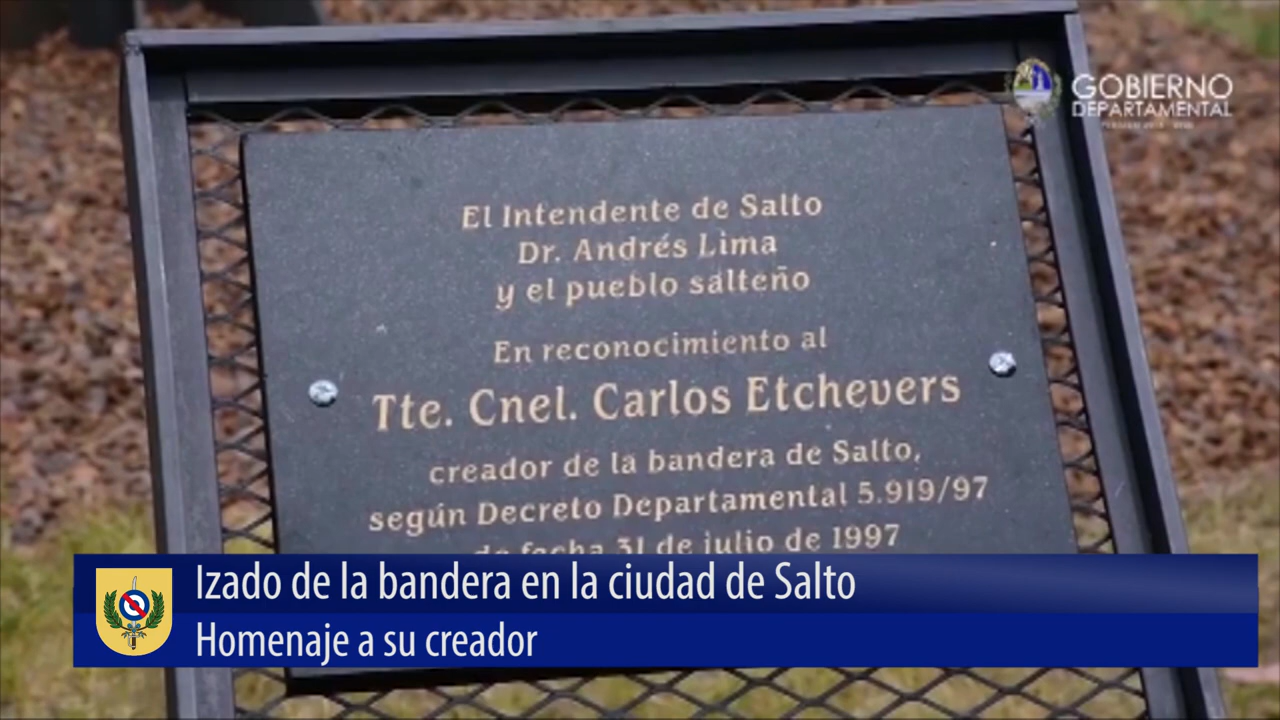 GOBIERNO
DEPARTAMENTAL
El Intendente de Salto
Dr. Andrés Lima
y el pueblo salteño
En reconocimiento al
Tte. Cnel. Carlos Etchevers
creador de la bandera de Salto,
según Decreto Departamental 5.919/97
de fecha 31 de julio de 1997
Izado de la bandera en la ciudad de Salto
Homenaje a su creador